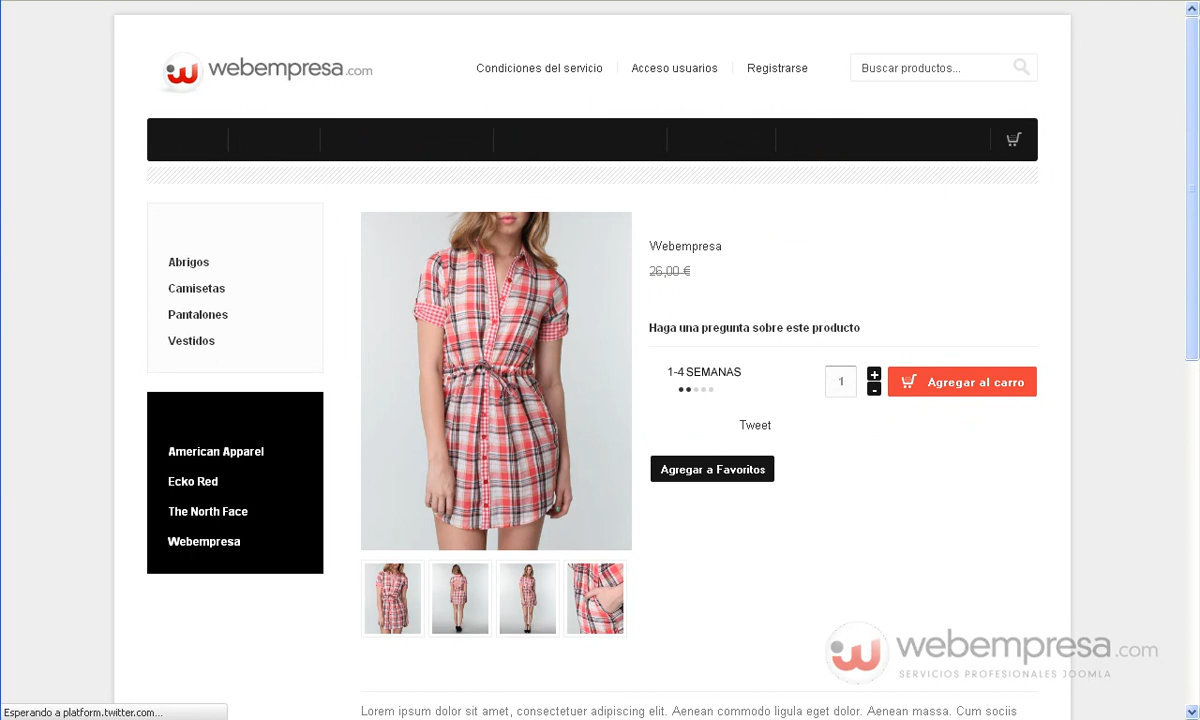 webempresa.com
Condiciones del servicio
Acceso usuarios
Registrarse
Buscar productos...
Abrigos
Camisetas
Pantalones
Vestidos
American Apparel
Ecko Red
The North Face
Webempresa
Webempresa
26,00 €
Haga una pregunta sobre este producto
1-4 SEMANAS
1
+
-
Agregar al carro
Tweet
Agregar a Favoritos
webempresa.com
SERVICIOS PROFESIONALES JOOMLA
Lorem ipsum dolor sit amet, consectetuer adipiscing elit. Aenean commodo ligula eget dolor. Aenean massa. Cum sociis
Esperando a platform.twitter.com...